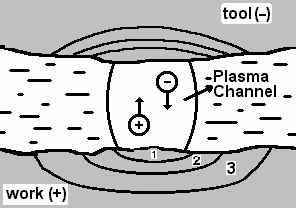 tool (–)
Plasma
Channel
–
+
1
2
3
work (+)